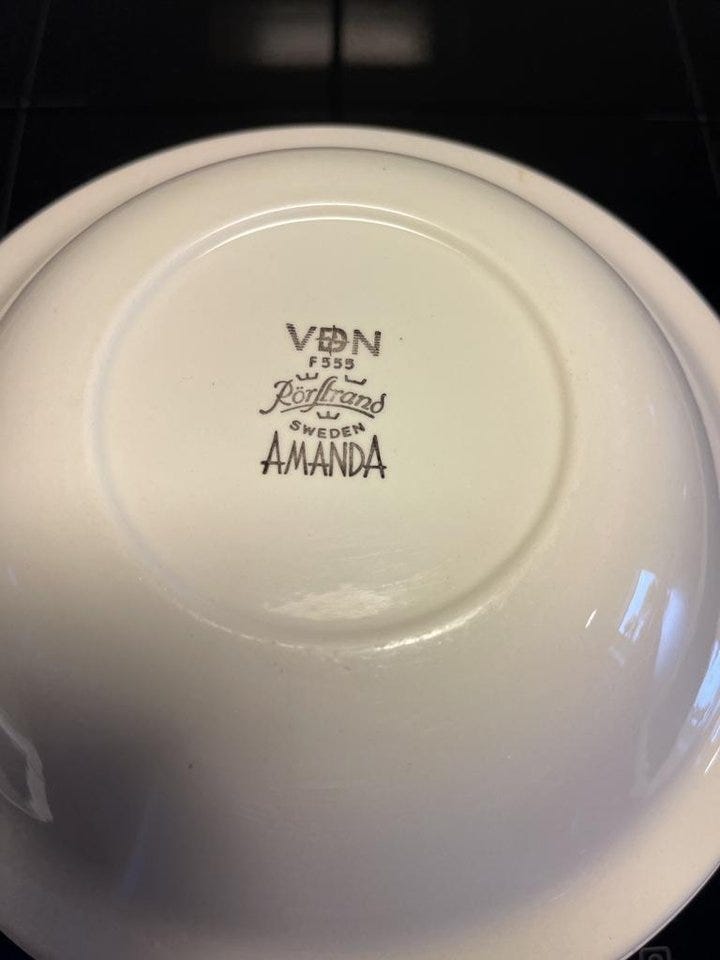 VDN
F555
Rörstrand
SWEDEN
AMANDA